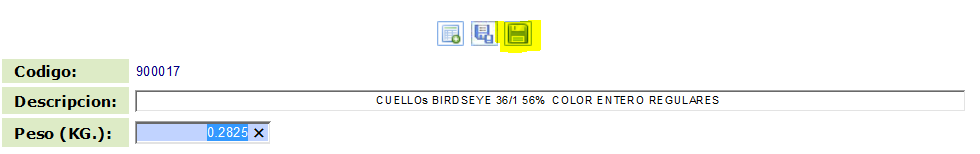 Codigo: 900017
Descripcion: CUELLOs BIRDSEYE 36/1 56% COLOR ENTERO REGULARES
Peso (KG.): 0.2825